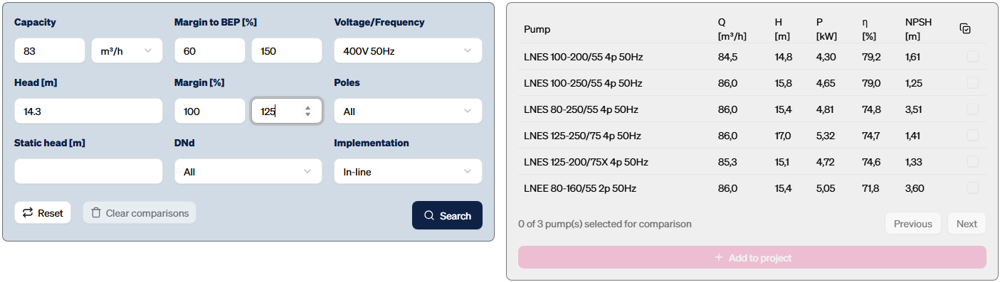 Capacity Margin to BEP [%] Voltage/Frequency
83 m³/h 60 150 400V 50Hz
Head [m] Margin [%] Poles
14.3 100 125 All
Static head [m] DNd Implementation
All In-line
Reset Clear comparisons Search
Pump Q [m³/h] H [m] P [kW] η [%] NPSH [m]
LNES 100-200/55 4p 50Hz 84,5 14,8 4,30 79,2 1,61
LNES 100-250/55 4p 50Hz 86,0 15,8 4,65 79,0 1,25
LNES 80-250/55 4p 50Hz 86,0 15,4 4,81 74,8 3,51
LNES 125-250/75 4p 50Hz 86,0 17,0 5,32 74,7 1,41
LNES 125-200/75X 4p 50Hz 85,3 15,1 4,72 74,6 1,33
LNEE 80-160/55 2p 50Hz 86,0 15,4 5,05 71,8 3,60
0 of 3 pump(s) selected for comparison Previous Next
+ Add to project